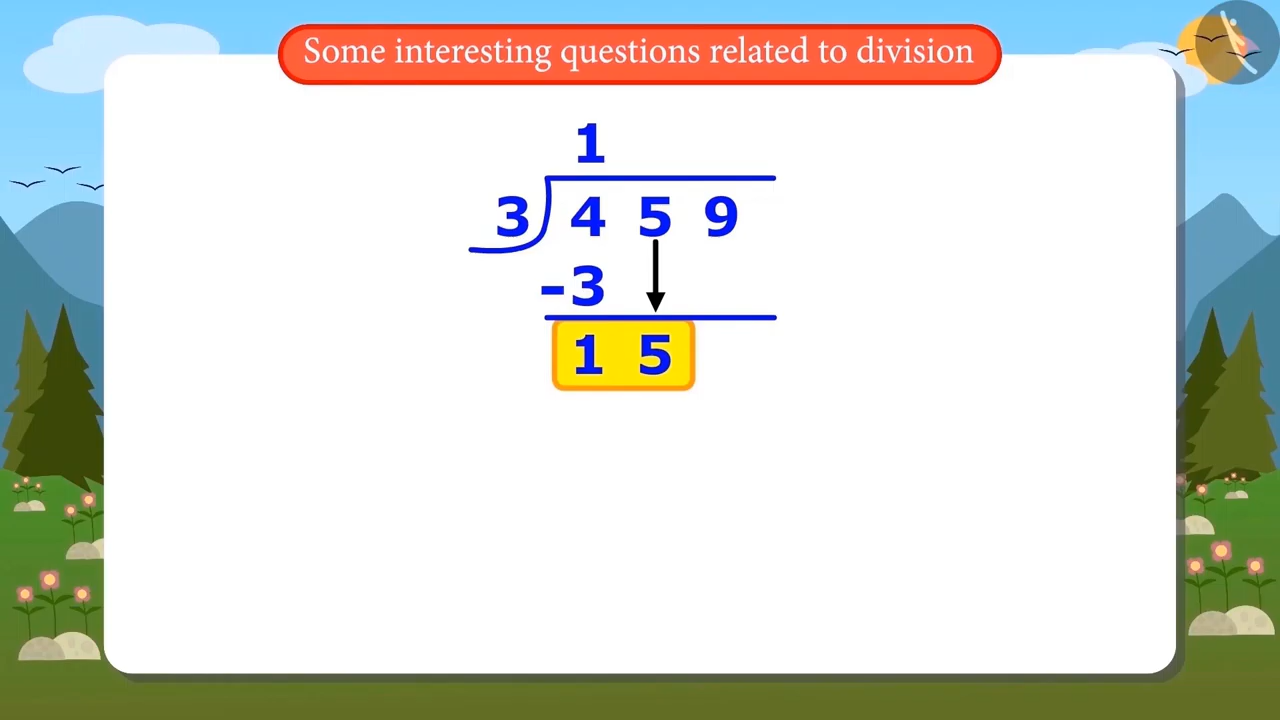 Some interesting questions related to division
1
3 4 5 9
-3
1 5